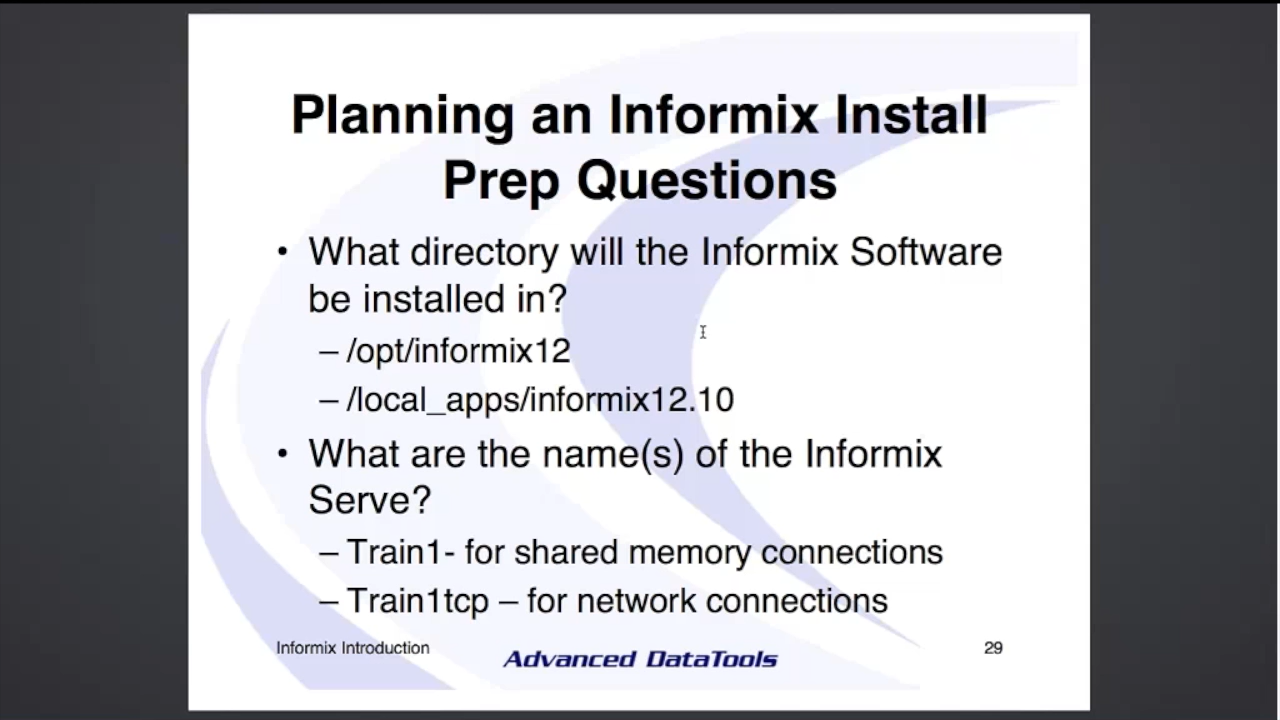 Planning an Informix Install
Prep Questions
• What directory will the Informix Software
be installed in?
– /opt/informix12
– /local_apps/informix12.10
• What are the name(s) of the Informix
Serve?
– Train1- for shared memory connections
– Train1tcp – for network connections
Informix Introduction
Advanced DataTools
29